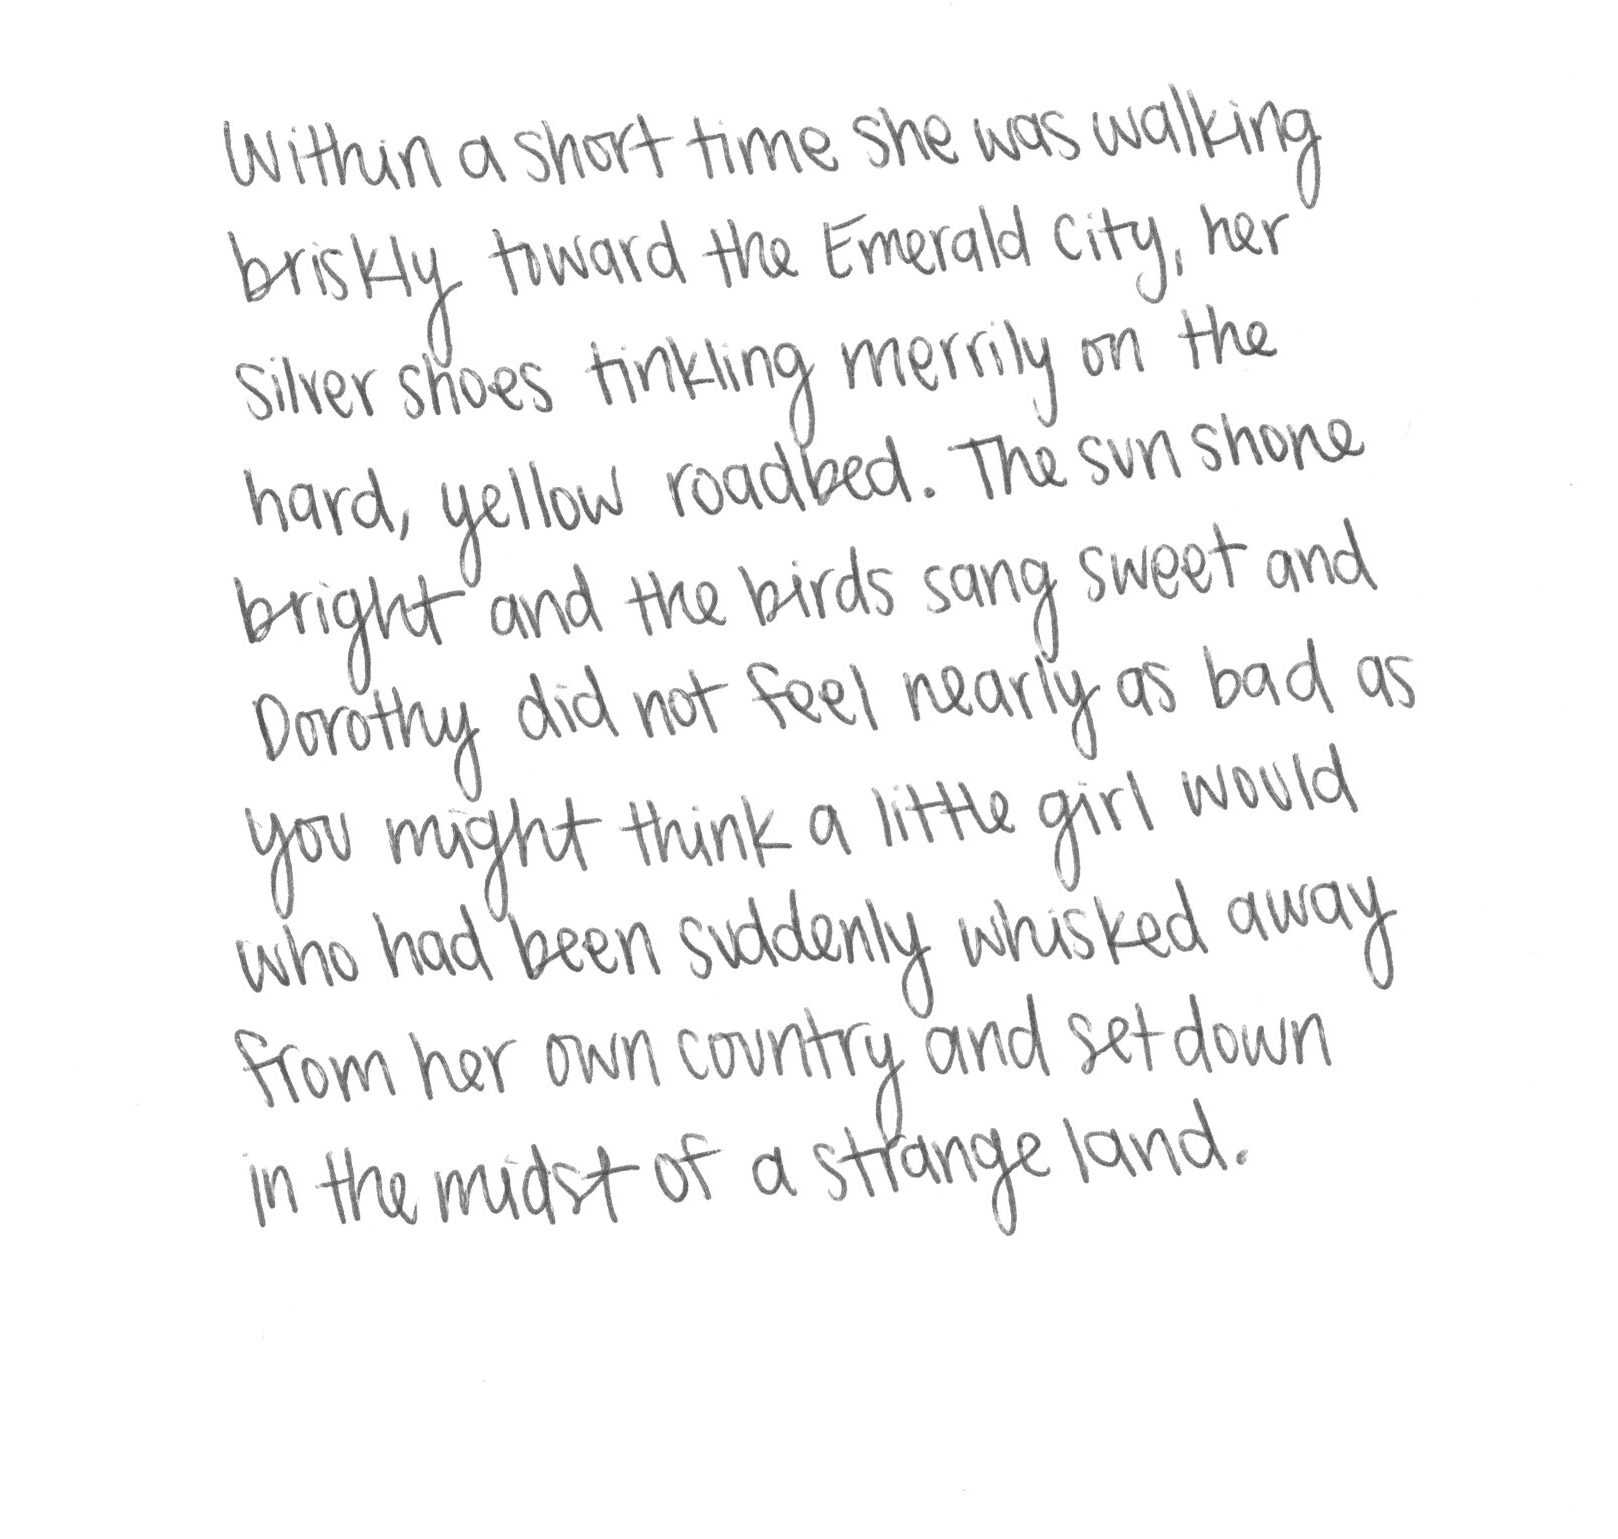 Within a short time she was walking
briskly toward the Emerald City, her
Silver shoes tinkling merrily on the
hard, yellow roadbed. The sun shone
bright and the birds sang sweet and
Dorothy did not feel nearly as bad as
you might think a little girl would
who had been suddenly whisked away
from her own country and set down
in the midst of a strange land.